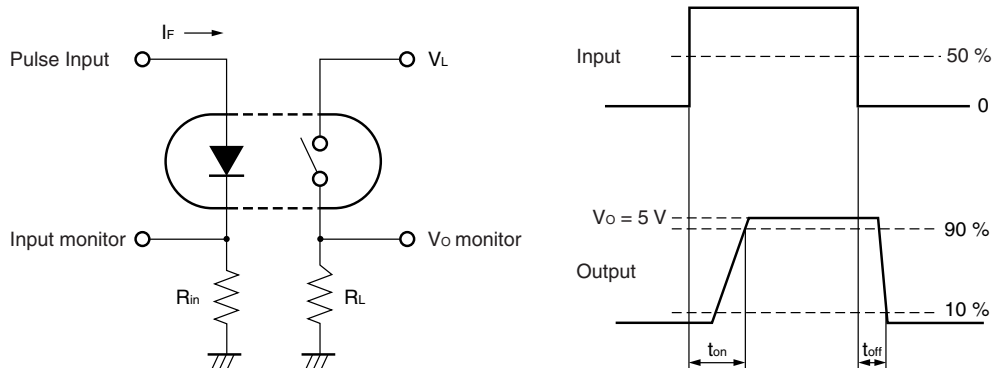 IF
Pulse Input
VL
Input monitor
VO monitor
Rin
RL
Input
50 %
0
VO = 5 V
90 %
Output
10 %
ton
toff